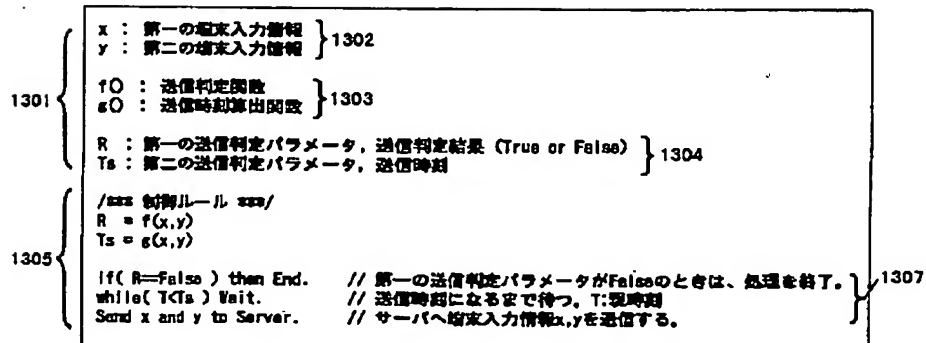 x : 第一の端末入力情報
y : 第二の端末入力情報
1302
f() : 送信判定関数
g() : 送信時刻算出関数
1303
1301
R : 第一の送信判定パラメータ，送信判定結果 (True or False)
Ts : 第二の送信判定パラメータ，送信時刻
1304
/*** 制御ルール ***/
R = f(x,y)
Ts = g(x,y)
1305
if( R==False ) then End. // 第一の送信判定パラメータがFalseのときは、処理を終了。
while( T<Ts ) Wait. // 送信時刻になるまで待つ。T:現時刻
Send x and y to Server. // サーバへ端末入力情報x,yを送信する。
1307